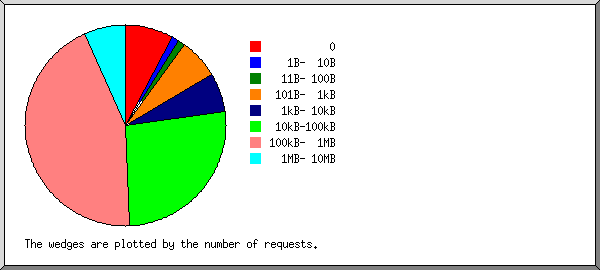 0
1B- 10B
11B- 100B
101B- 1kB
1kB- 10kB
10kB-100kB
100kB- 1MB
1MB- 10MB
The wedges are plotted by the number of requests.